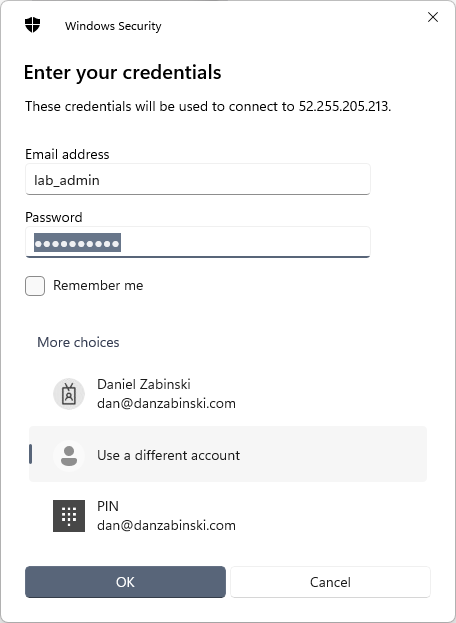 Windows Security
Enter your credentials
These credentials will be used to connect to 52.255.205.213.
Email address
lab_admin
Password
●●●●●●●●●●
Remember me
More choices
Daniel Zabinski
dan@danzabinski.com
Use a different account
PIN
dan@danzabinski.com
OK
Cancel